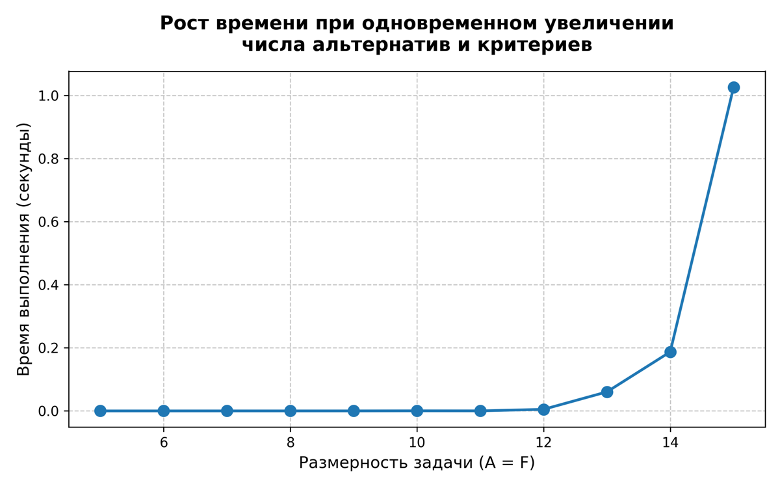 Рост времени при одновременном увеличении
числа альтернатив и критериев
Время выполнения (секунды)
1.0
0.8
0.6
0.4
0.2
0.0
6 8 10 12 14
Размерность задачи (A = F)